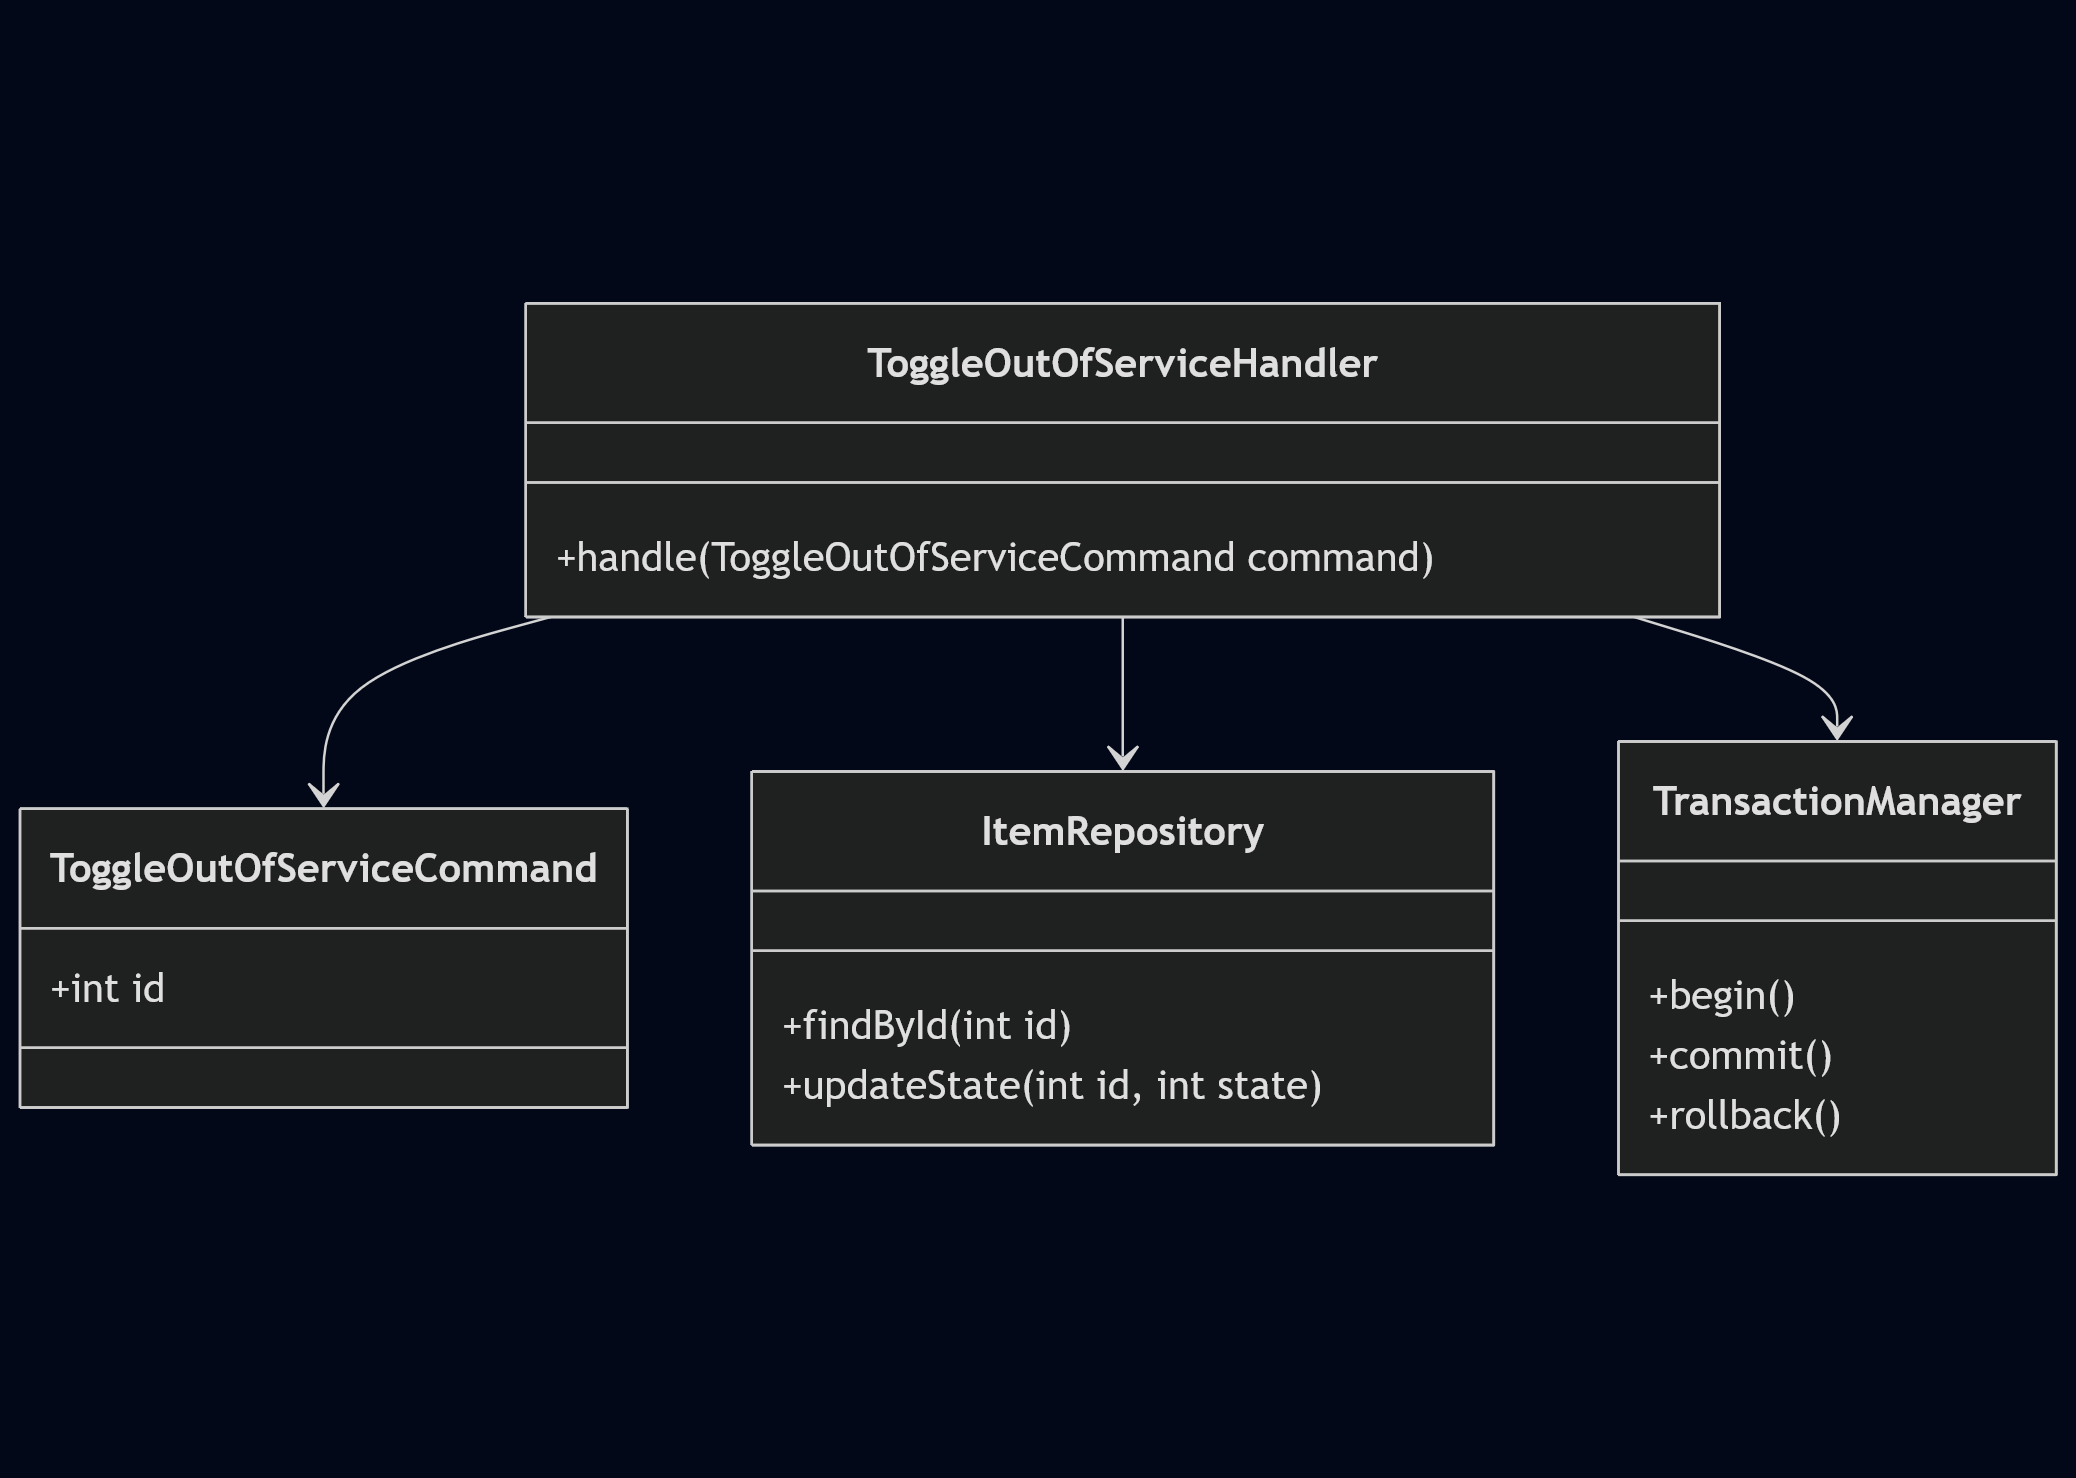 ToggleOutOfServiceHandler
+handle(ToggleOutOfServiceCommand command)
ToggleOutOfServiceCommand
+int id
ItemRepository
+findById(int id)
+updateState(int id, int state)
TransactionManager
+begin()
+commit()
+rollback()